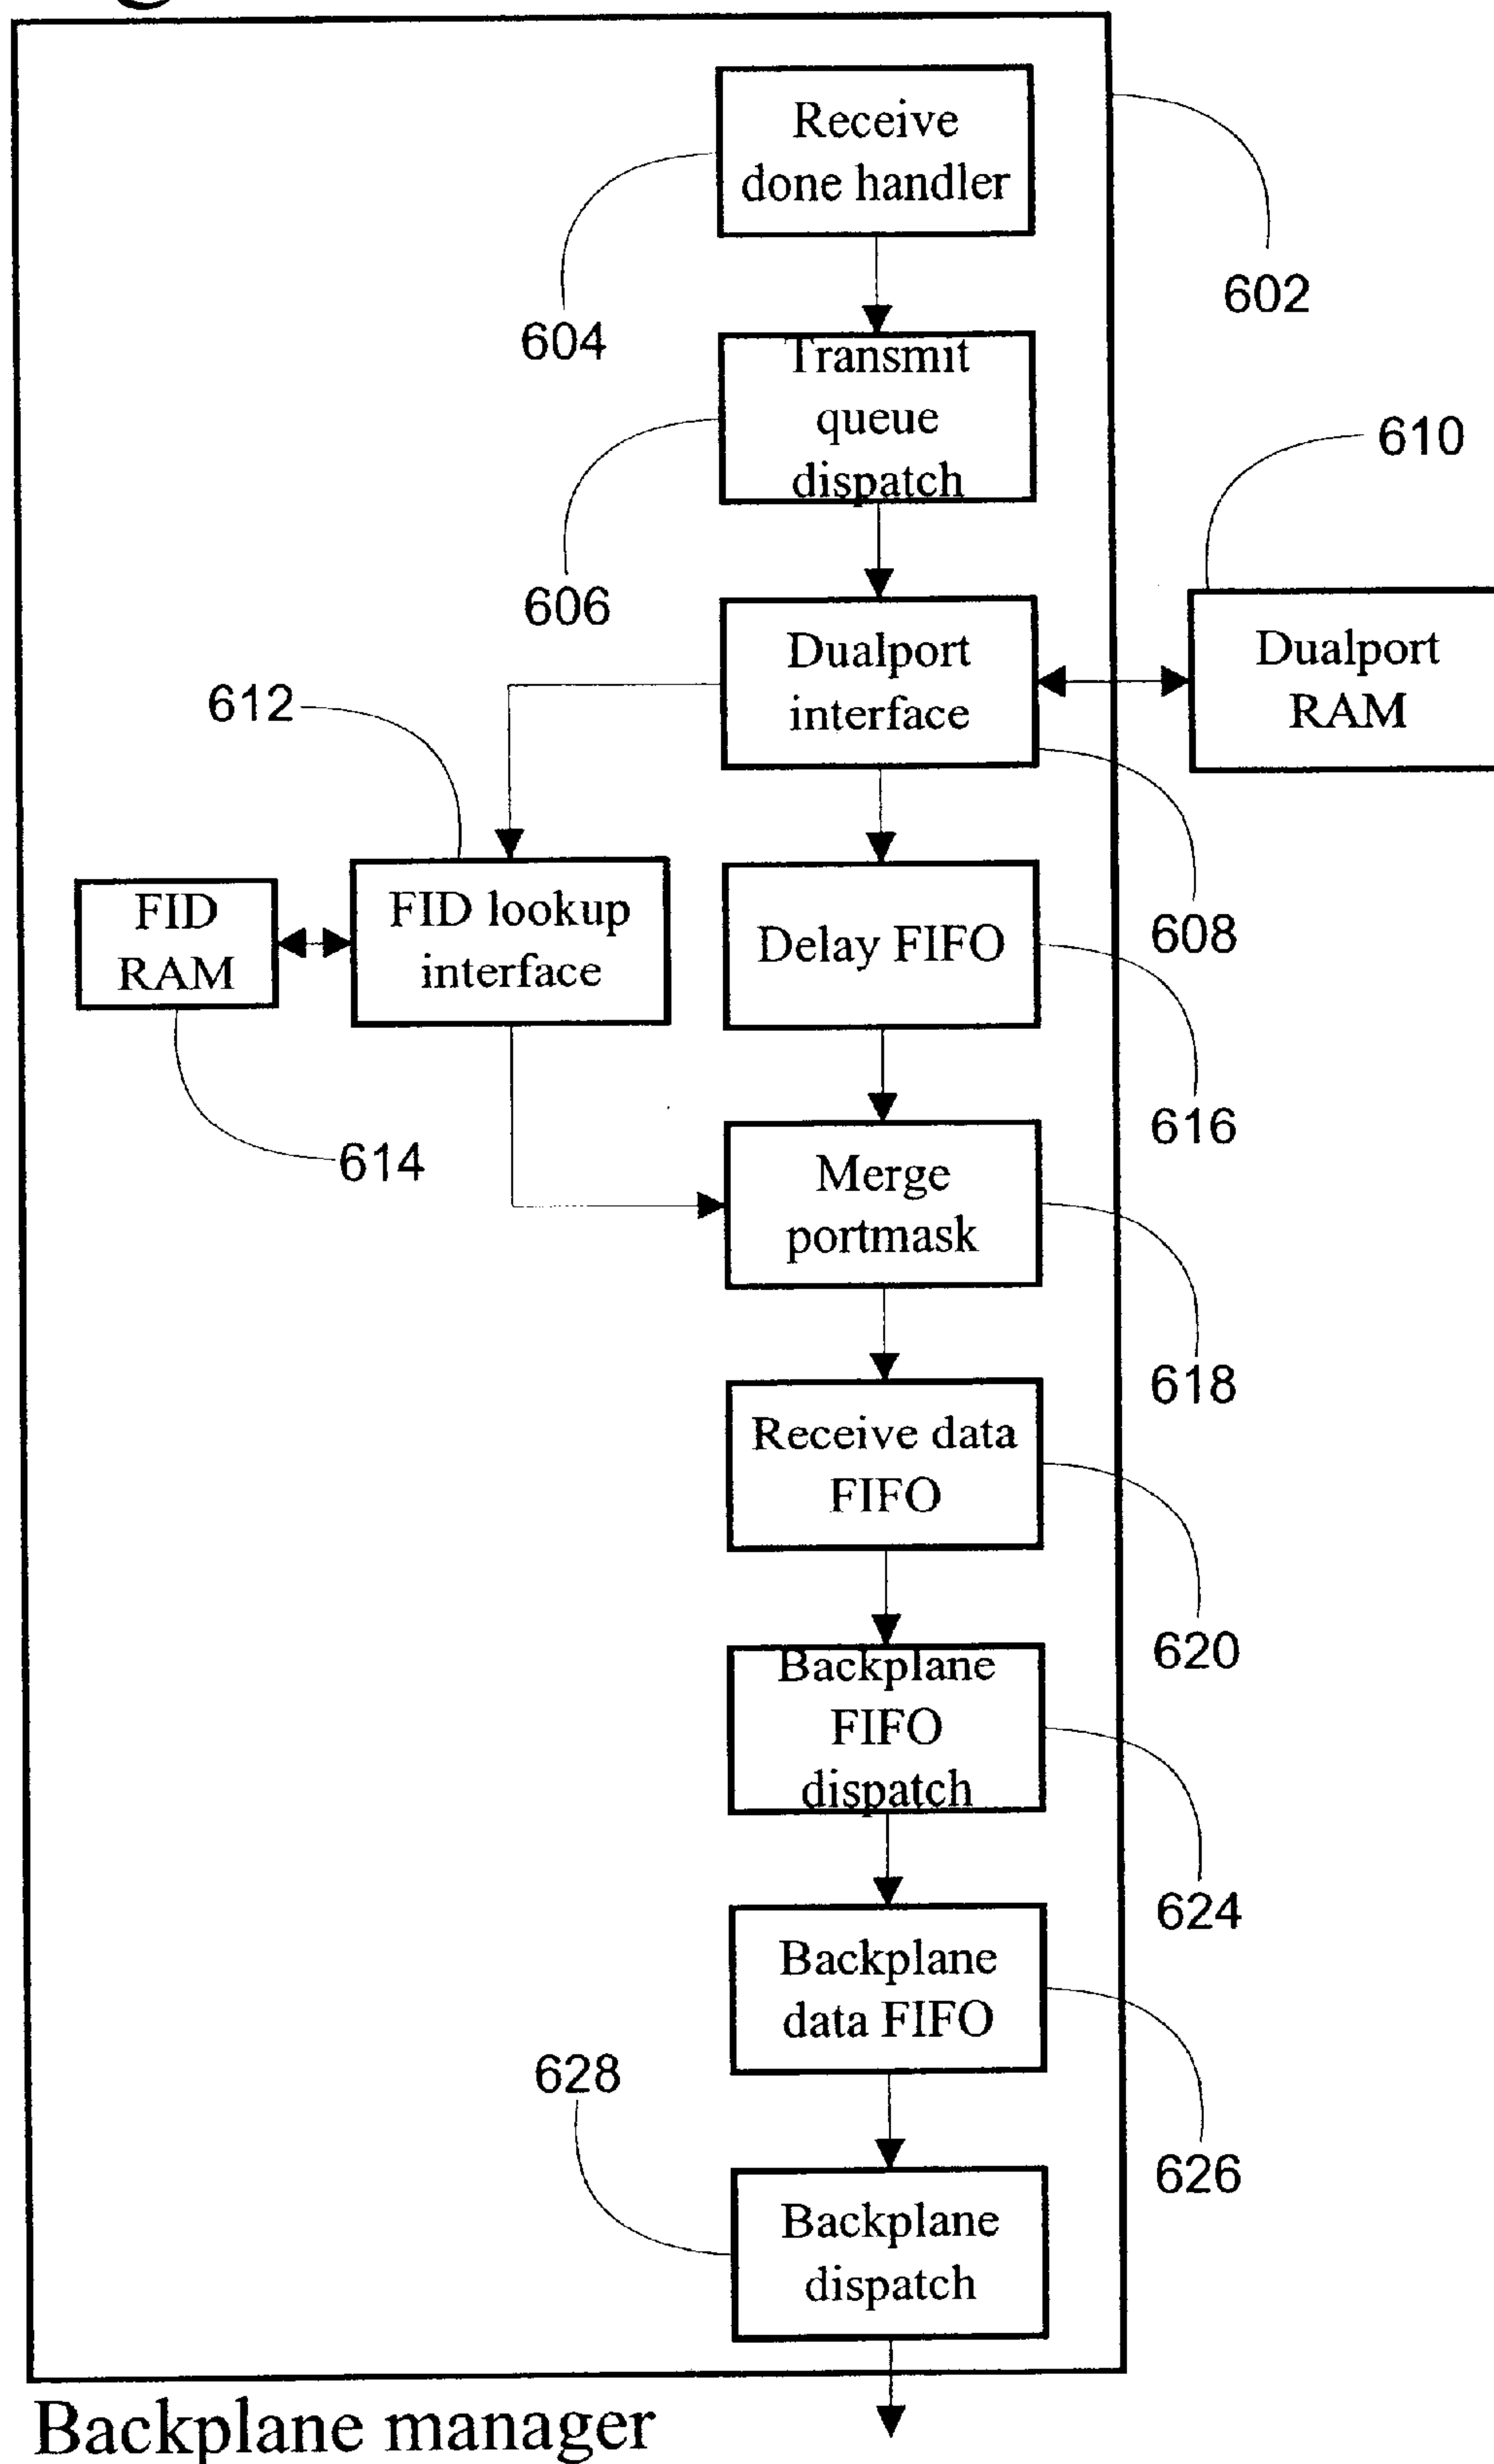 Receive
done handler
602
604
Transmit
queue
dispatch
610
606
Dualport
interface
Dualport
RAM
612
608
FID
RAM
FID lookup
interface
Delay FIFO
616
614
Merge
portmask
618
Receive data
FIFO
620
Backplane
FIFO
dispatch
624
Backplane
data FIFO
628
626
Backplane
dispatch
Backplane manager